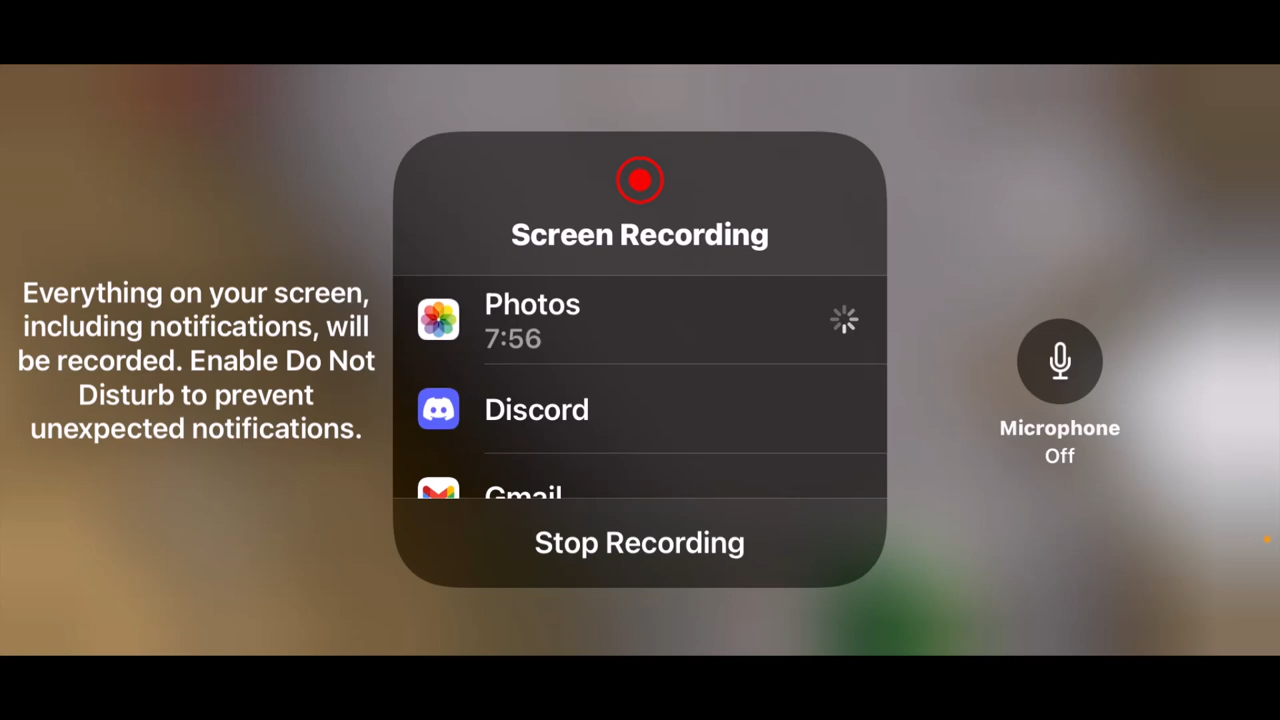 Everything on your screen,
including notifications, will
be recorded. Enable Do Not
Disturb to prevent
unexpected notifications.
Screen Recording
Photos
7:56
Discord
Gmail
Stop Recording
Microphone
Off